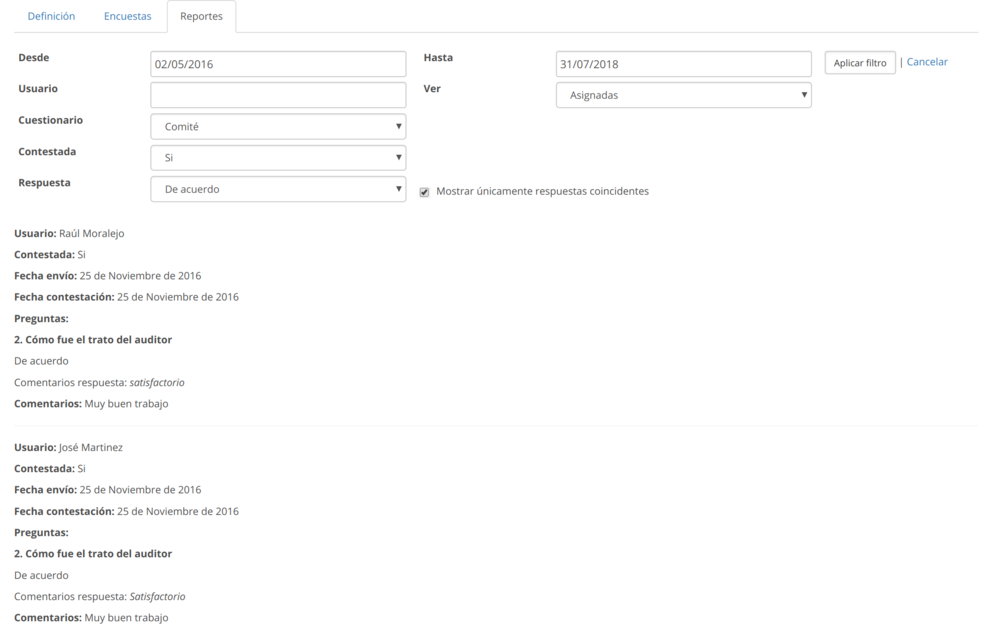 Definición Encuestas Reportes
Desde 02/05/2016 Hasta 31/07/2018 Aplicar filtro | Cancelar
Usuario Ver Asignadas
Cuestionario Comité
Contestada Si
Respuesta De acuerdo Mostrar únicamente respuestas coincidentes
Usuario: Raúl Moralejo
Contestada: Si
Fecha envío: 25 de Noviembre de 2016
Fecha contestación: 25 de Noviembre de 2016
Preguntas:
2. Cómo fue el trato del auditor
De acuerdo
Comentarios respuesta: satisfactorio
Comentarios: Muy buen trabajo
Usuario: José Martinez
Contestada: Si
Fecha envío: 25 de Noviembre de 2016
Fecha contestación: 25 de Noviembre de 2016
Preguntas:
2. Cómo fue el trato del auditor
De acuerdo
Comentarios respuesta: Satisfactorio
Comentarios: Muy buen trabajo